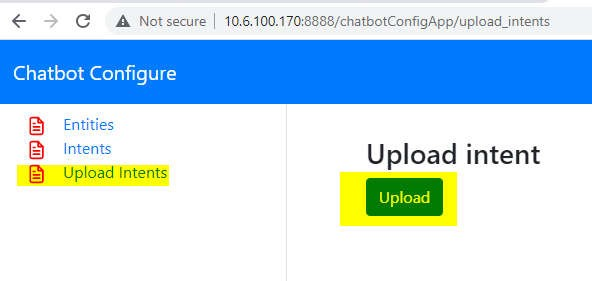 Not secure | 10.6.100.170:8888/chatbotConfigApp/upload_intents
Chatbot Configure
Entities
Intents
Upload Intents
Upload intent
Upload